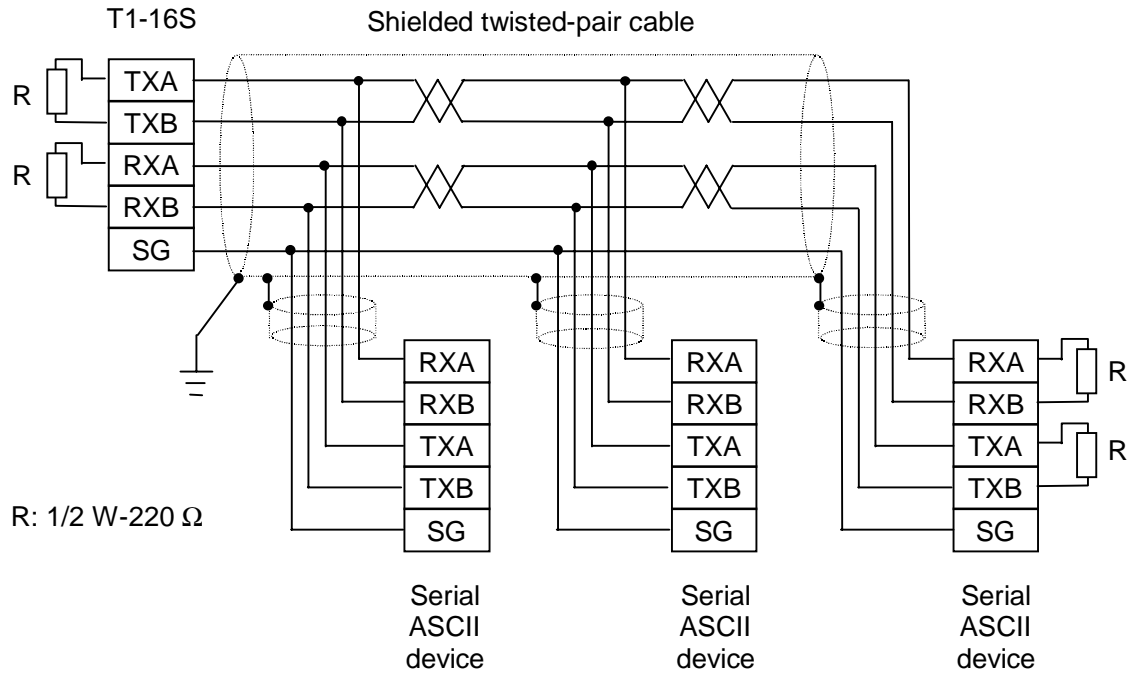 T1-16S
Shielded twisted-pair cable
R
TXA
TXB
R
RXA
RXB
SG
RXA
RXB
TXA
TXB
SG
RXA
RXB
TXA
TXB
SG
RXA
RXB
TXA
TXB
SG
R
R
R: 1/2 W-220 Ω
Serial
ASCII
device
Serial
ASCII
device
Serial
ASCII
device